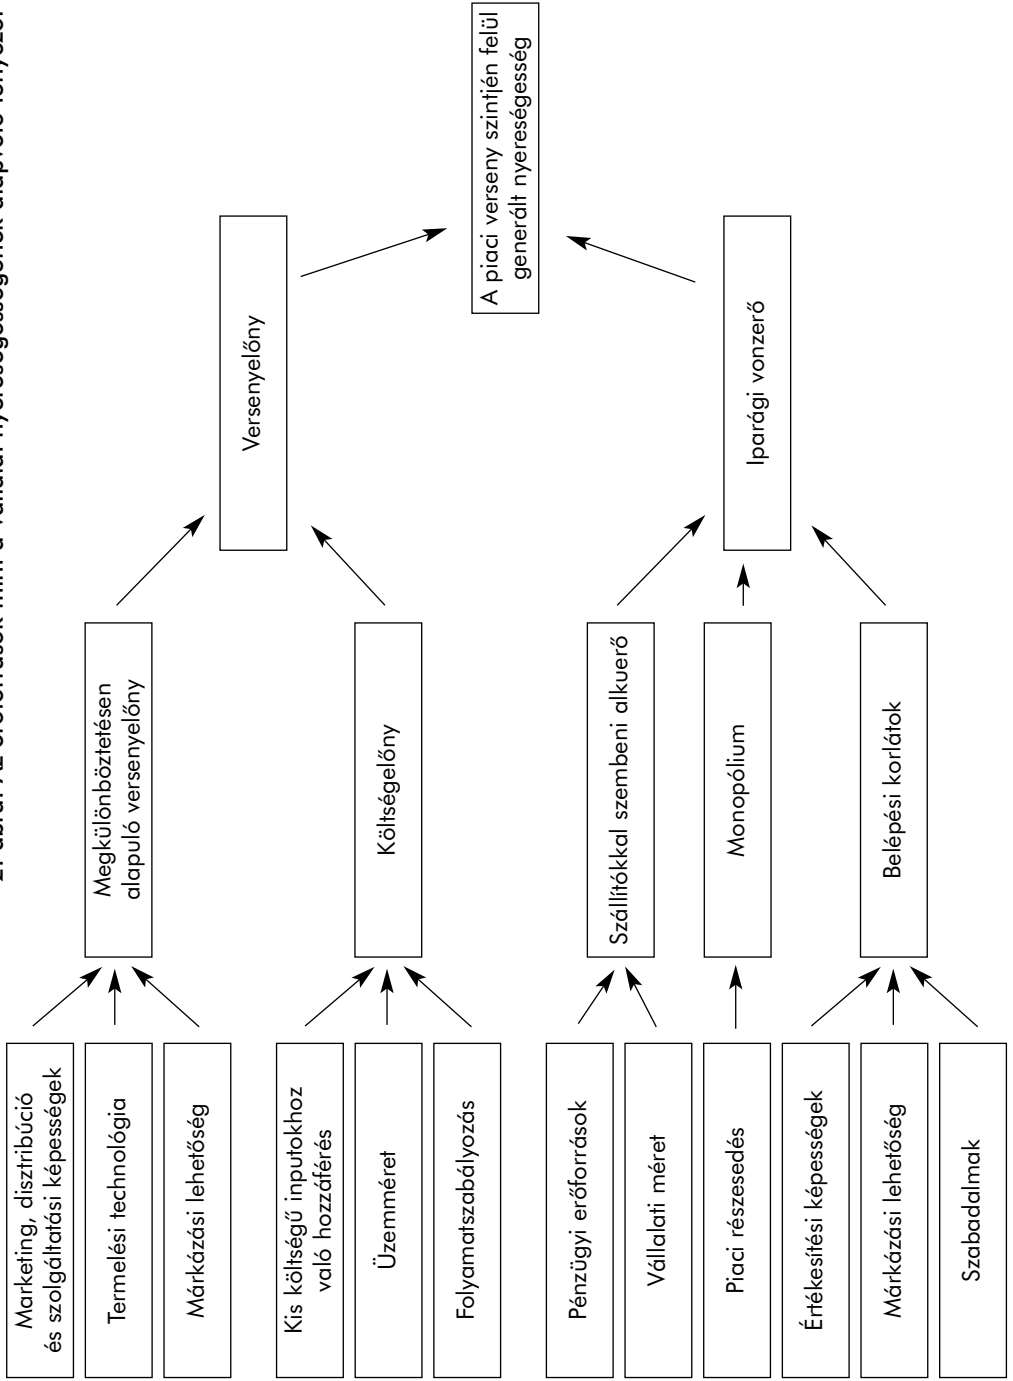 2. ábra. Az erőforrások mint a vállalat nyereségességének alapvető tényezői
Marketing, disztribúció
és szolgáltatási képességek
Termelési technológia
Márkázási lehetőség
Kis költségű inputokhoz
való hozzáférés
Üzemméret
Folyamatszabályozás
Pénzügyi erőforrások
Vállalati méret
Piaci részesedés
Értékesítési képességek
Márkázási lehetőség
Szabadalmak
Megkülönböztetésen
alapuló versenyelőny
Költségelőny
Szállítókkal szembeni alkuerő
Monopólium
Belépési korlátok
Versenyelőny
Iparági vonzerő
A piaci verseny szintjén felül
generált nyereségesség